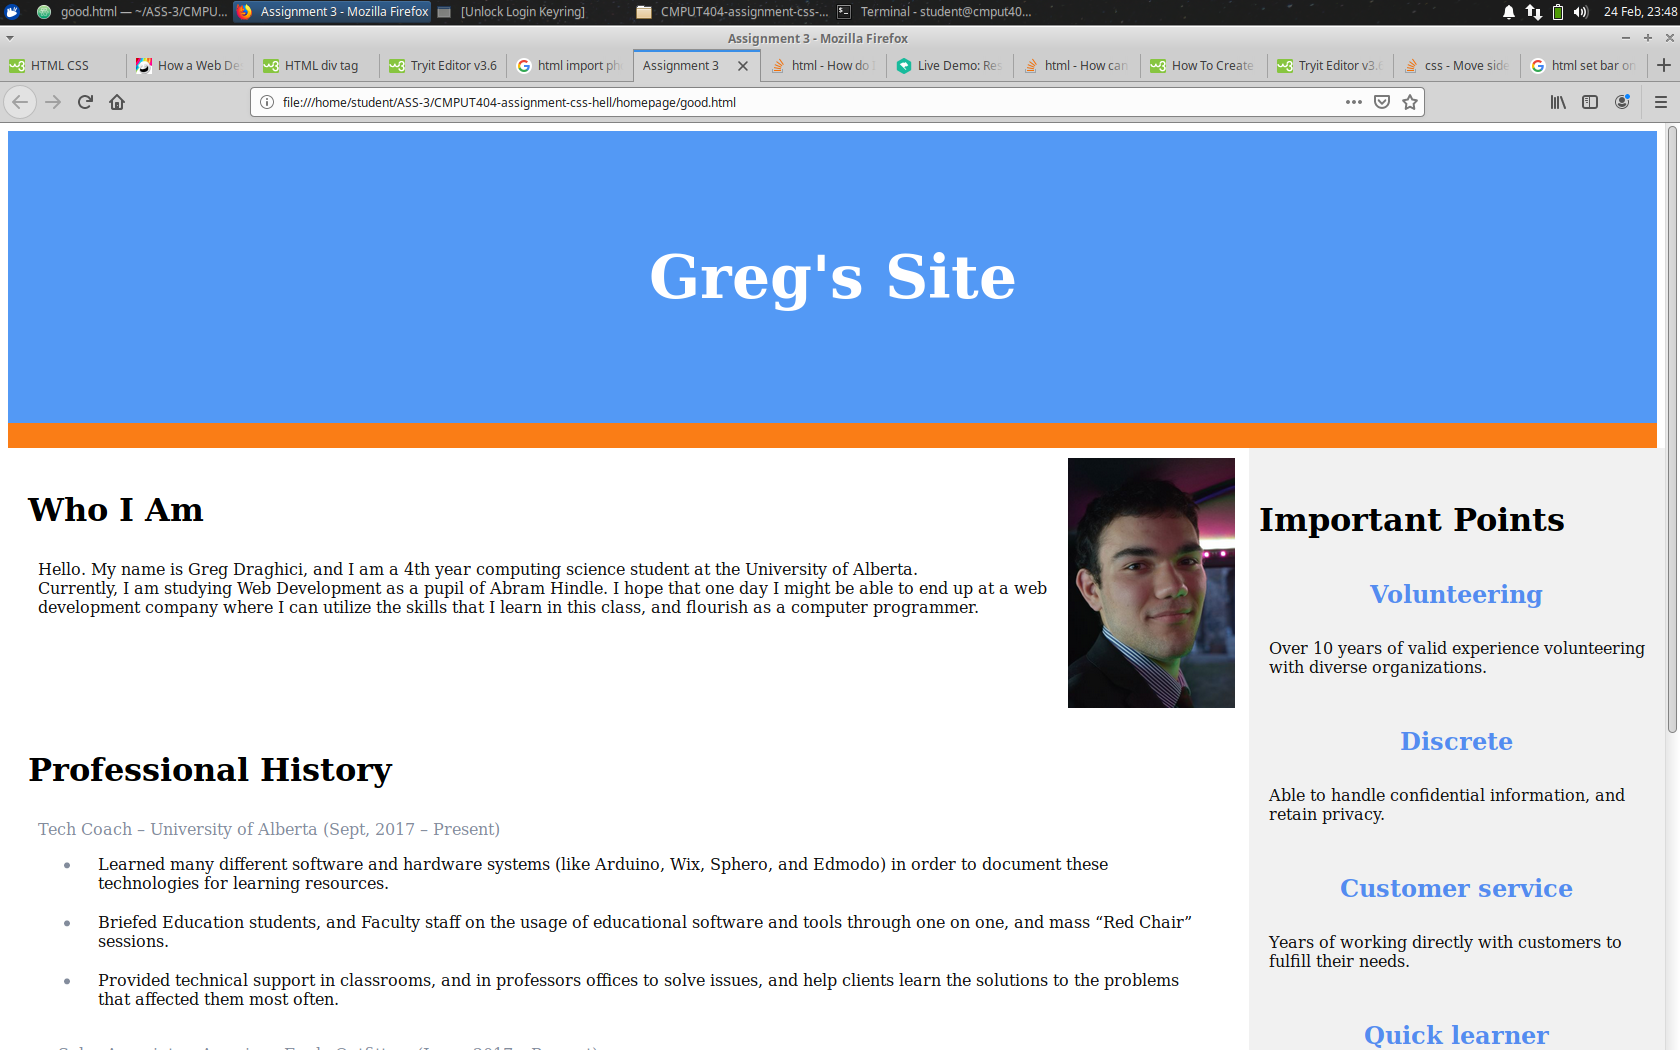 good.html — ~/ASS-3/CMPU... Assignment 3 - Mozilla Firefox [Unlock Login Keyring] CMPUT404-assignment-css-... Terminal - student@cmput40... 24 Feb, 23:48
Assignment 3 - Mozilla Firefox
HTML CSS How a Web De HTML div tag Tryit Editor v3.6 html import ph Assignment 3 html - How do Live Demo: Res html - How can How To Create Tryit Editor v3.6 css - Move side html set bar on
file:///home/student/ASS-3/CMPUT404-assignment-css-hell/homepage/good.html
Greg's Site
Who I Am
Hello. My name is Greg Draghici, and I am a 4th year computing science student at the University of Alberta.
Currently, I am studying Web Development as a pupil of Abram Hindle. I hope that one day I might be able to end up at a web
development company where I can utilize the skills that I learn in this class, and flourish as a computer programmer.
Professional History
Tech Coach – University of Alberta (Sept, 2017 – Present)
• Learned many different software and hardware systems (like Arduino, Wix, Sphero, and Edmodo) in order to document these
technologies for learning resources.
• Briefed Education students, and Faculty staff on the usage of educational software and tools through one on one, and mass “Red Chair”
sessions.
• Provided technical support in classrooms, and in professors offices to solve issues, and help clients learn the solutions to the problems
that affected them most often.
Important Points
Volunteering
Over 10 years of valid experience volunteering
with diverse organizations.
Discrete
Able to handle confidential information, and
retain privacy.
Customer service
Years of working directly with customers to
fulfill their needs.
Quick learner